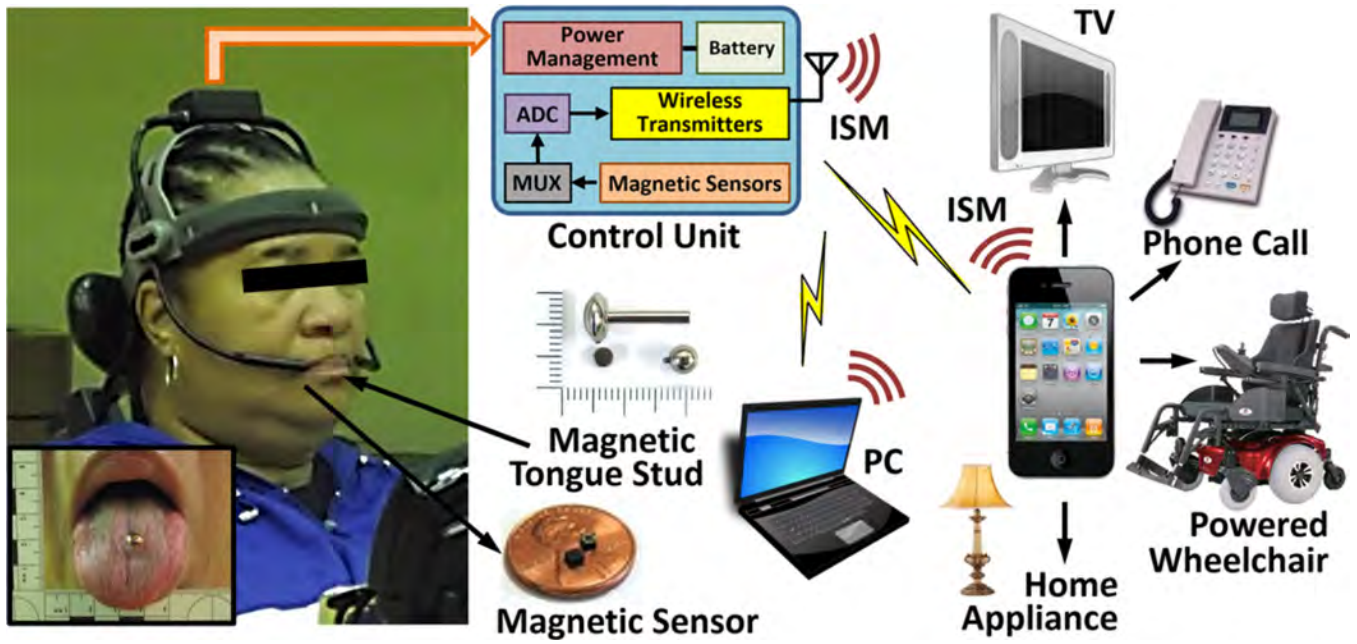 Power
Management
Battery
ADC
Wireless
Transmitters
MUX
Magnetic Sensors
Control Unit
ISM
TV
ISM
Phone Call
Magnetic
Tongue Stud
PC
Powered
Wheelchair
Magnetic Sensor
Home
Appliance
7